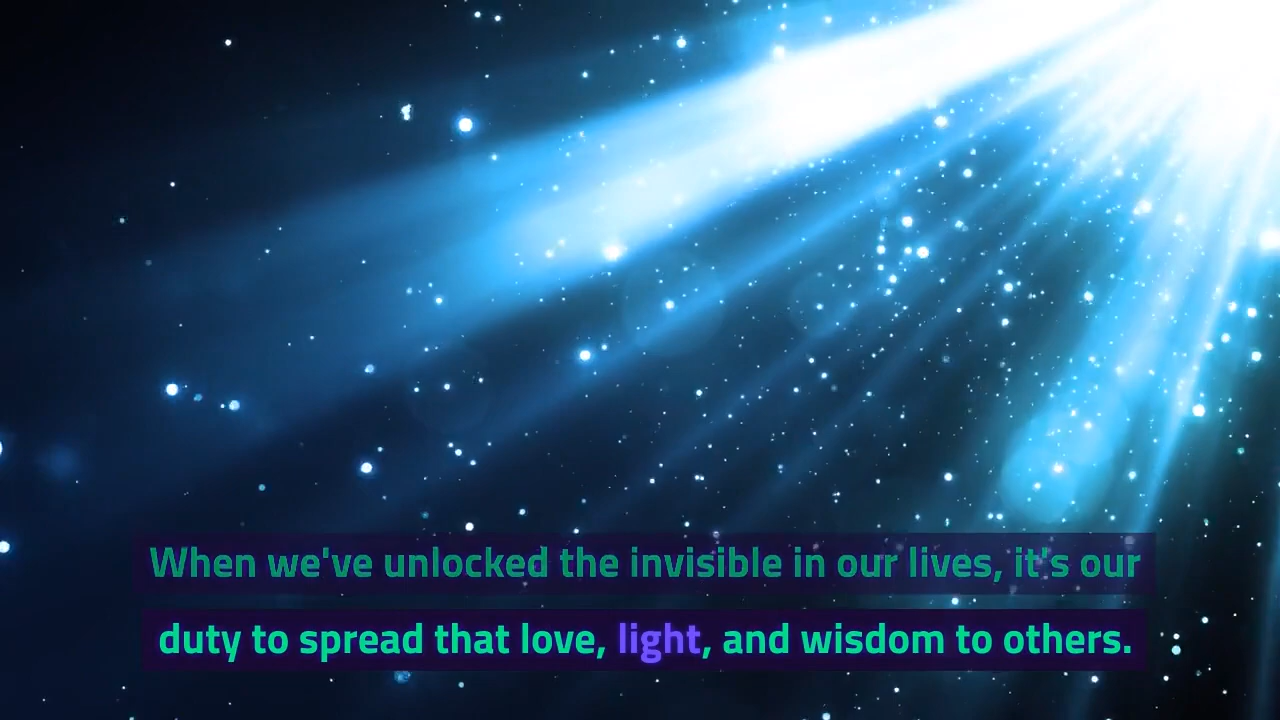 When we've unlocked the invisible in our lives, it's our
duty to spread that love, light, and wisdom to others.